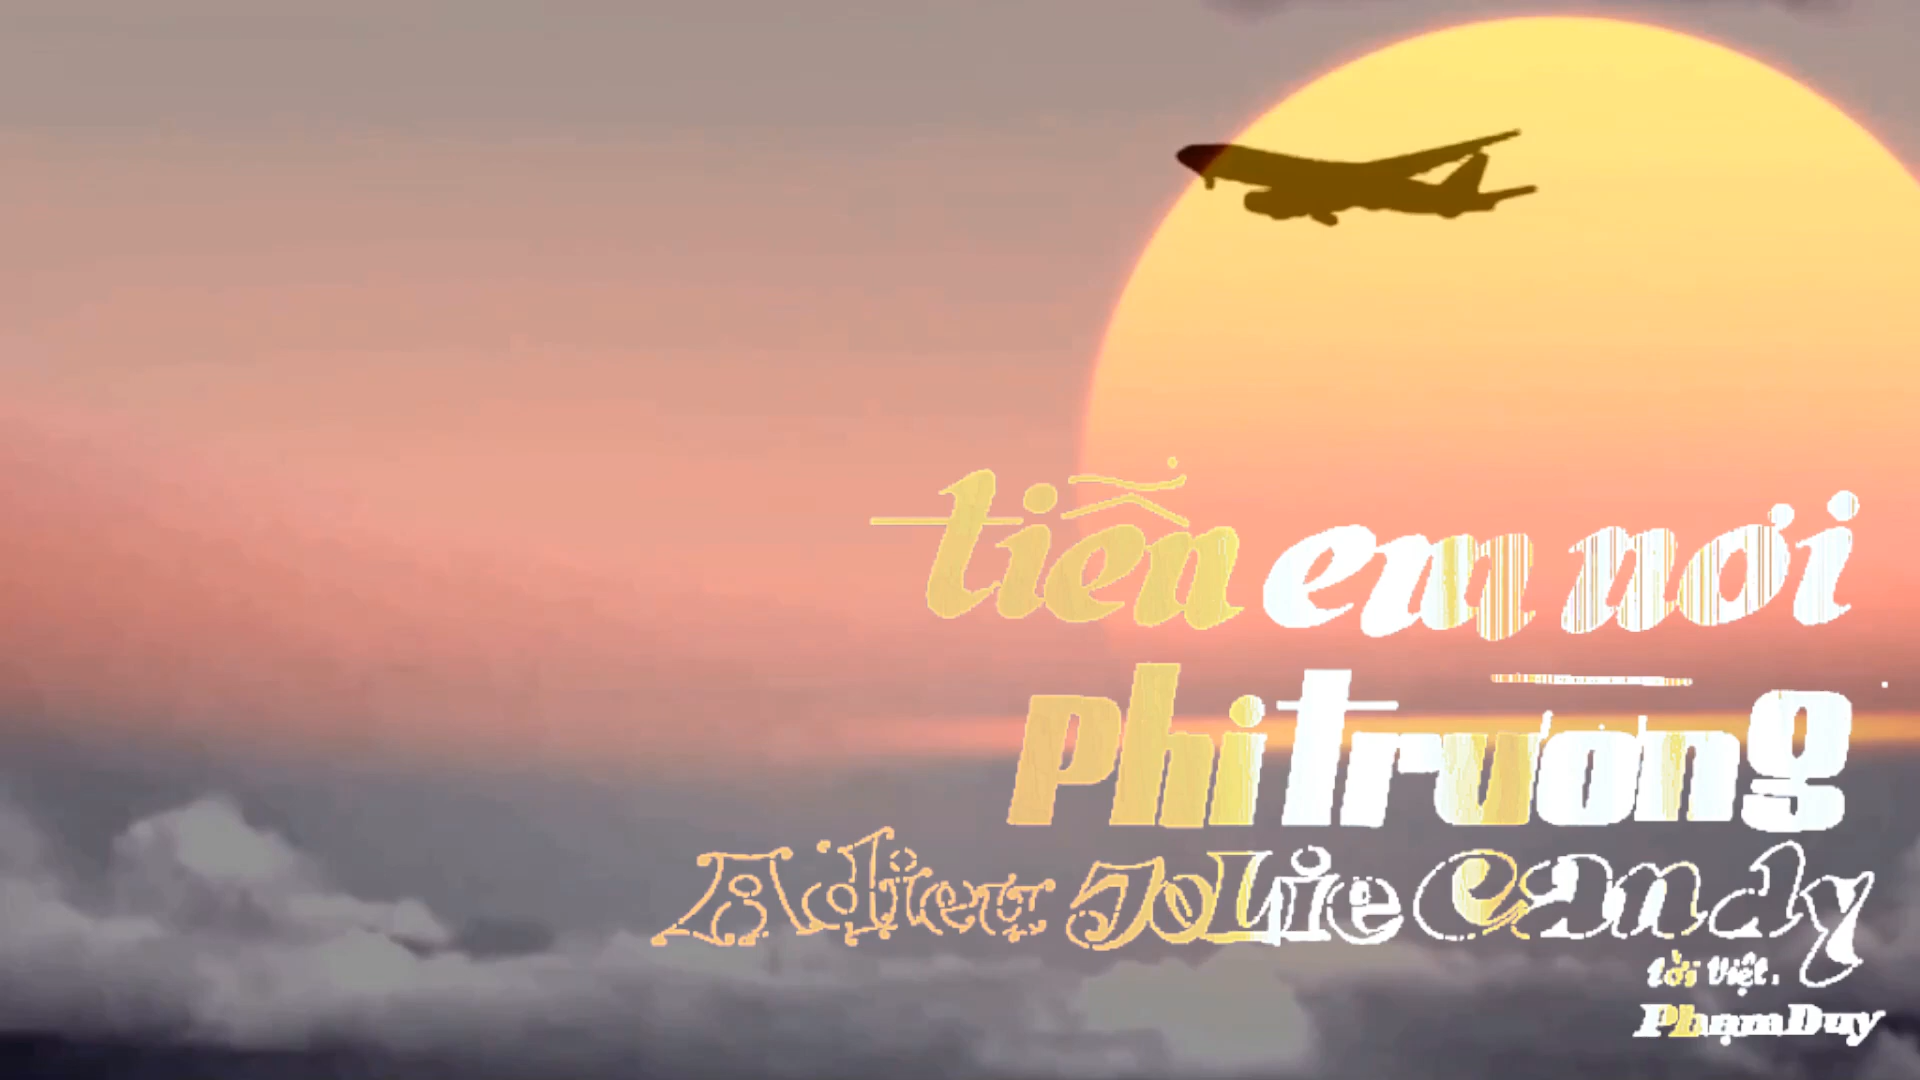 tiễn em nơi
phi trường
Adieu JoLie Candy
lời Việt.
Phạm Duy